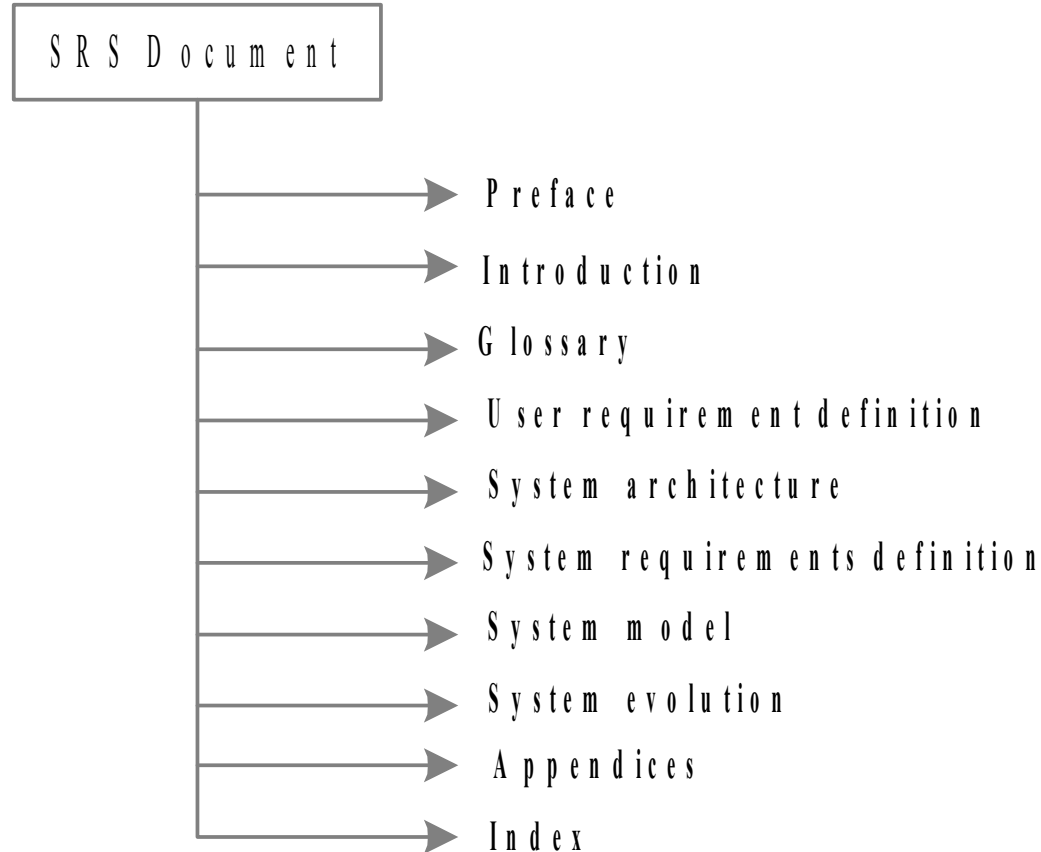 SRS Document
Preface
Introduction
Glossary
User requirement definition
System architecture
System requirements definition
System model
System evolution
Appendices
Index